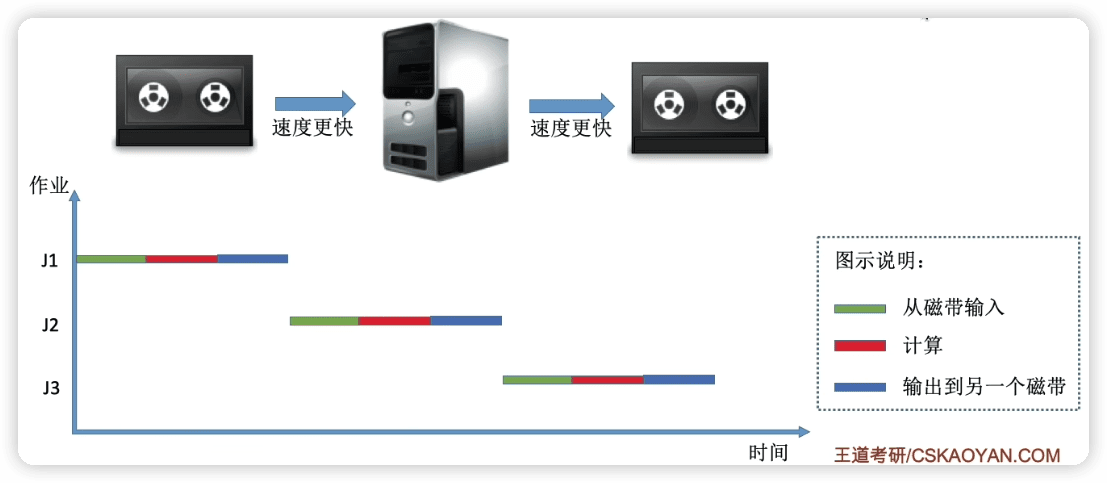 速度更快
速度更快
作业
J1
J2
J3
时间
图示说明：
从磁带输入
计算
输出到另一个磁带
王道考研/CSKAOYAN.COM